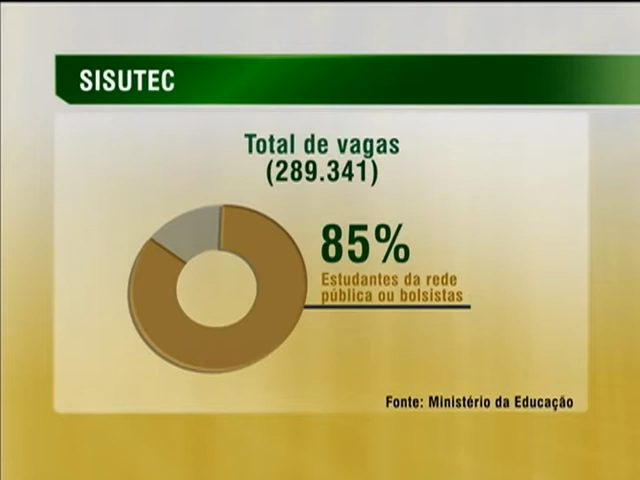 SISUTEC
Total de vagas
(289.341)
85%
Estudantes da rede
pública ou bolsistas
Fonte: Ministério da Educação